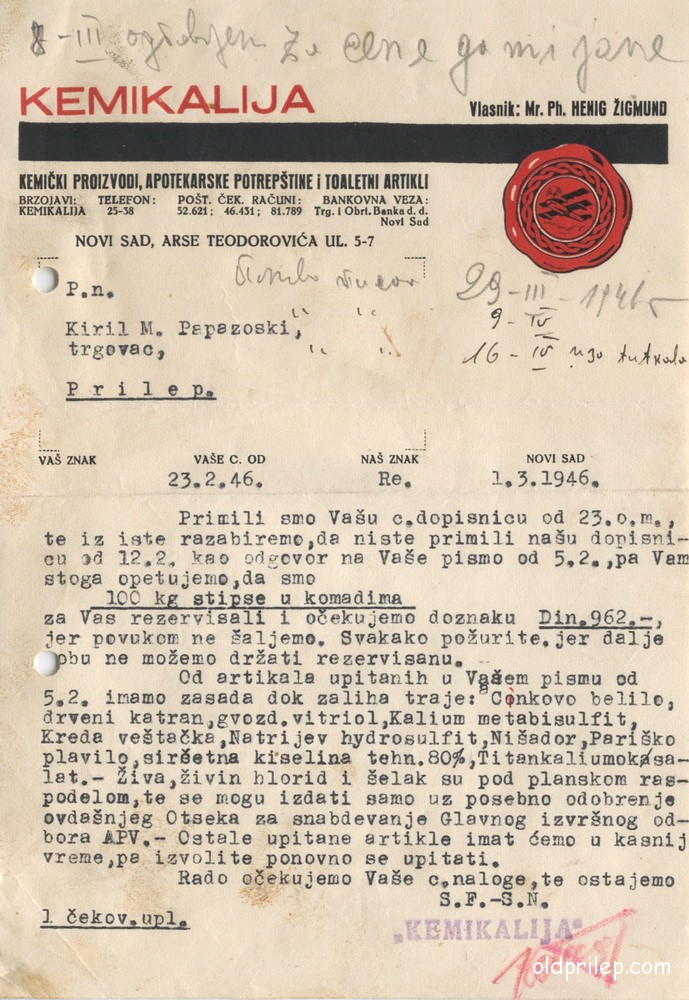 8 - III
Za cene go mi jane
KEMIKALIJA
Vlasnik: Mr. Ph. HENIG ŽIGMUND
KEMIČKI PROIZVODI, APOTEKARSKE POTREPŠTINE i TOALETNI ARTIKLI
BRZOJAVI: TELEFON: POŠT. ČEK. RAČUNI: BANKOVNA VEZA:
KEMIKALIJA 25-38 52.621; 46.451; 81.789 Trg. i Obrt. Banka d. d.
Novi Sad
NOVI SAD, ARSE TEODOROVIĆA UL. 5-7
P.n.
29 - III - 1946
9 - IV
Kiril M. Papazoski,
trgovac,
16 - IV
Prilep.
VAŠ ZNAK VAŠE C. OD NAŠ ZNAK NOVI SAD
23.2.46. Re. 1.3.1946.
Primili smo Vašu c.dopisnicu od 23.o.m.,
te iz iste razabiremo,da niste primili našu dopisni-
cu od 12.2. kao odgovor na Vaše pismo od 5.2.,pa Vam
stoga opetujemo,da smo
100 kg stipse u komadima
za Vas rezervisali i očekujemo doznaku Din.962.-,
jer povukom ne šaljemo. Svakako požurite,jer dalje
obu ne možemo držati rezervisanu.
Od artikala upitanih u Vašem pismu od
5.2. imamo zasada dok zaliha traje: Cinkovo belilo,
drveni katran,gvozd.vitriol,Kalium metabisulfit,
Kreda veštačka,Natrijev hydrosulfit,Nišador,Pariško
plavilo,siršetna kiselina tehn.80%,Titankaliumoksa-
lat.- Živa,živin hlorid i šelak su pod planskom ras-
podelom,te se mogu izdati samo uz posebno odobrenje
ovdašnjeg Otseka za snabdevanje Glavnog izvršnog od-
bora APV.- Ostale upitane artikle imat ćemo u kasnij
vreme,pa izvolite ponovno se upitati.
Rado očekujemo Vaše c.naloge,te ostajemo
S.F.-S.N.
1 čekov.upl.
„KEMIKALIJA"
oldprilep.com